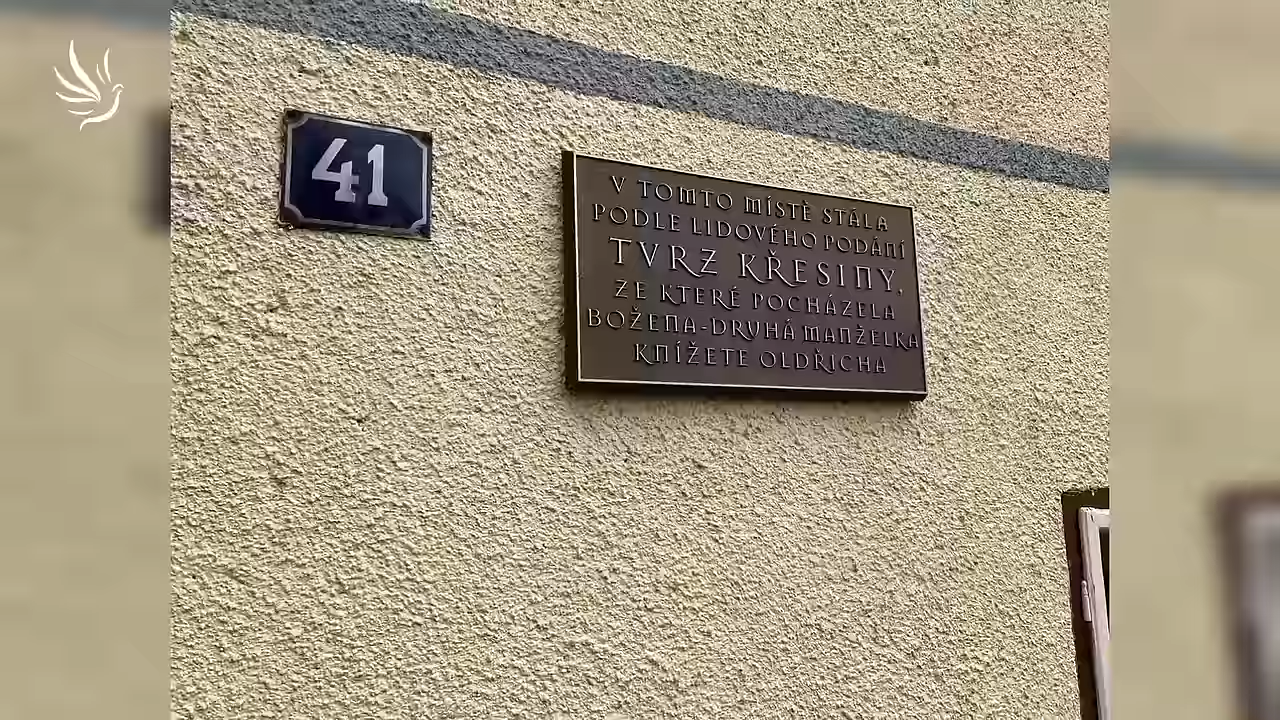 41
V TOMTO MÍSTĚ STÁLA
PODLE LIDOVÉHO PODÁNÍ
TVRZ KŘESINY,
ZE KTERÉ POCHÁZELA
BOŽENA-DRUHÁ MANŽELKA
KNÍŽETE OLDŘICHA